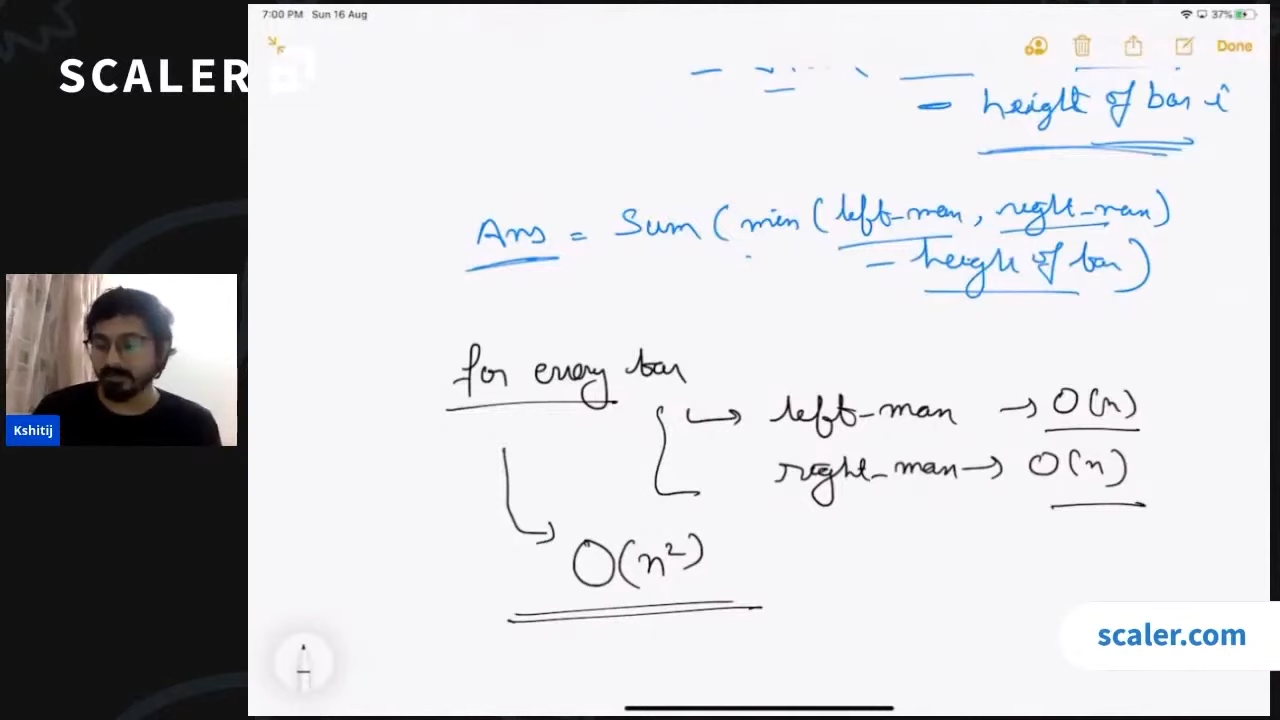 7:00 PM Sun 16 Aug
37%
Done
SCALER
- height of bar i
Ans = Sum(min(left-max, right-max)
- height of bar)
for every bar
left-max → O(n)
right-max → O(n)
O(n²)
Kshitij
scaler.com